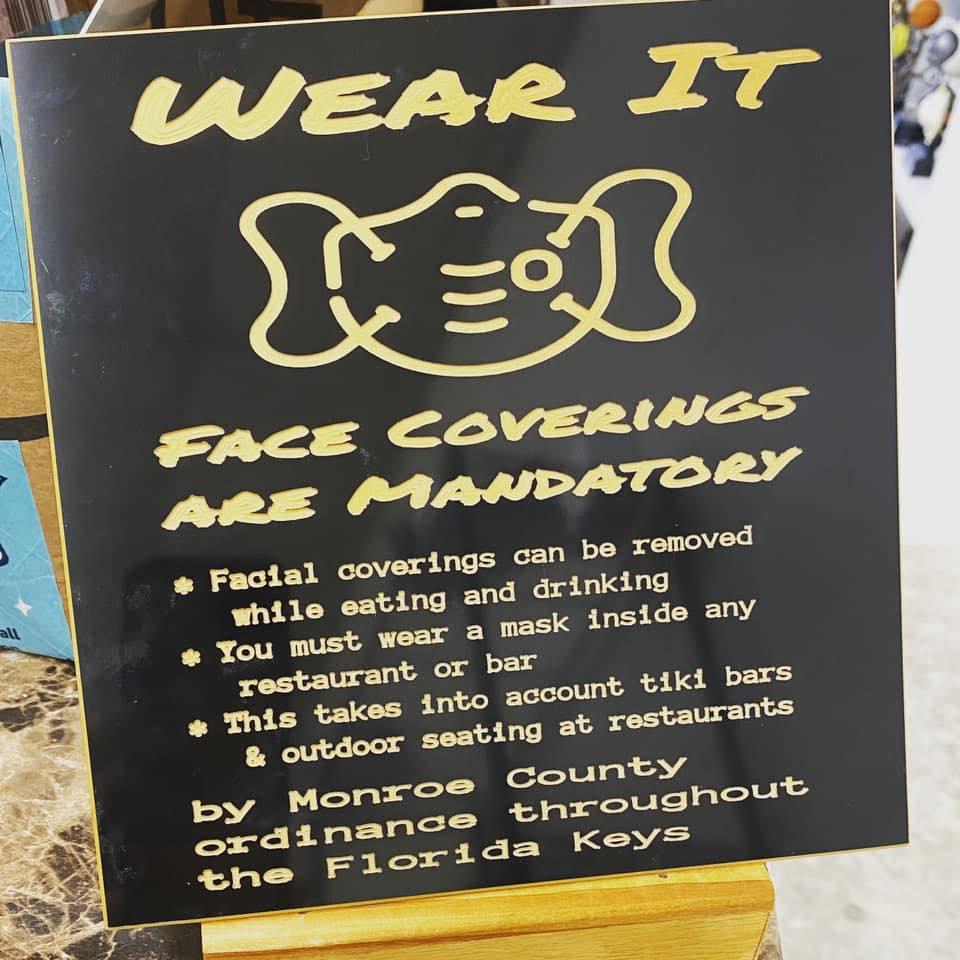 WEAR IT
FACE COVERINGS
ARE MANDATORY
* Facial coverings can be removed
while eating and drinking
* You must wear a mask inside any
restaurant or bar
* This takes into account tiki bars
& outdoor seating at restaurants
by Monroe County
ordinance throughout
the Florida Keys
all